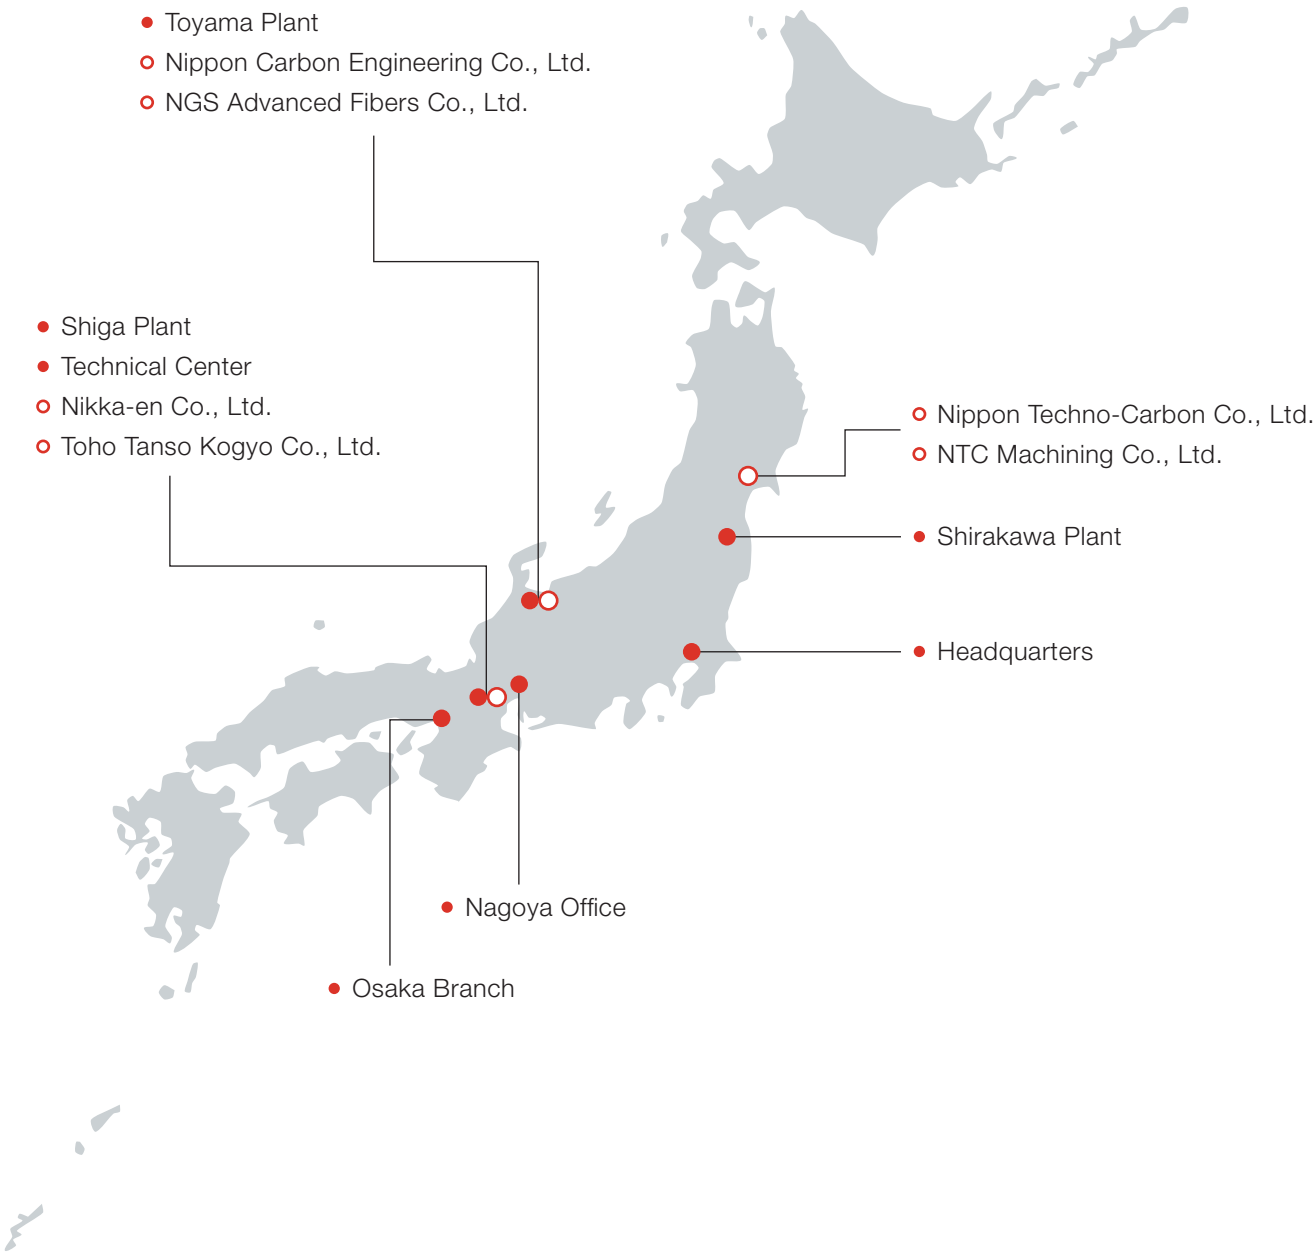 Toyama Plant
Nippon Carbon Engineering Co., Ltd.
NGS Advanced Fibers Co., Ltd.
Shiga Plant
Technical Center
Nikka-en Co., Ltd.
Toho Tanso Kogyo Co., Ltd.
Nippon Techno-Carbon Co., Ltd.
NTC Machining Co., Ltd.
Shirakawa Plant
Headquarters
Nagoya Office
Osaka Branch